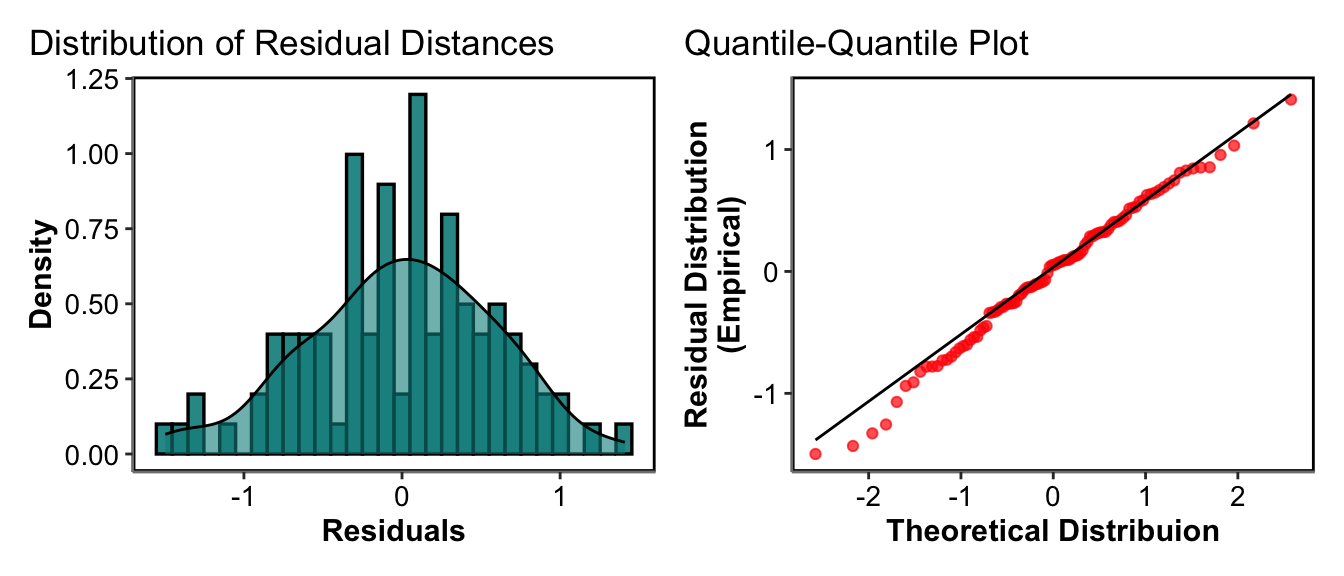 Distribution of Residual Distances
1.25
1.00
0.75
0.50
0.25
0.00
Density
-1 0 1
Residuals
Quantile-Quantile Plot
1
0
-1
Residual Distribution
(Empirical)
-2 -1 0 1 2
Theoretical Distribuion